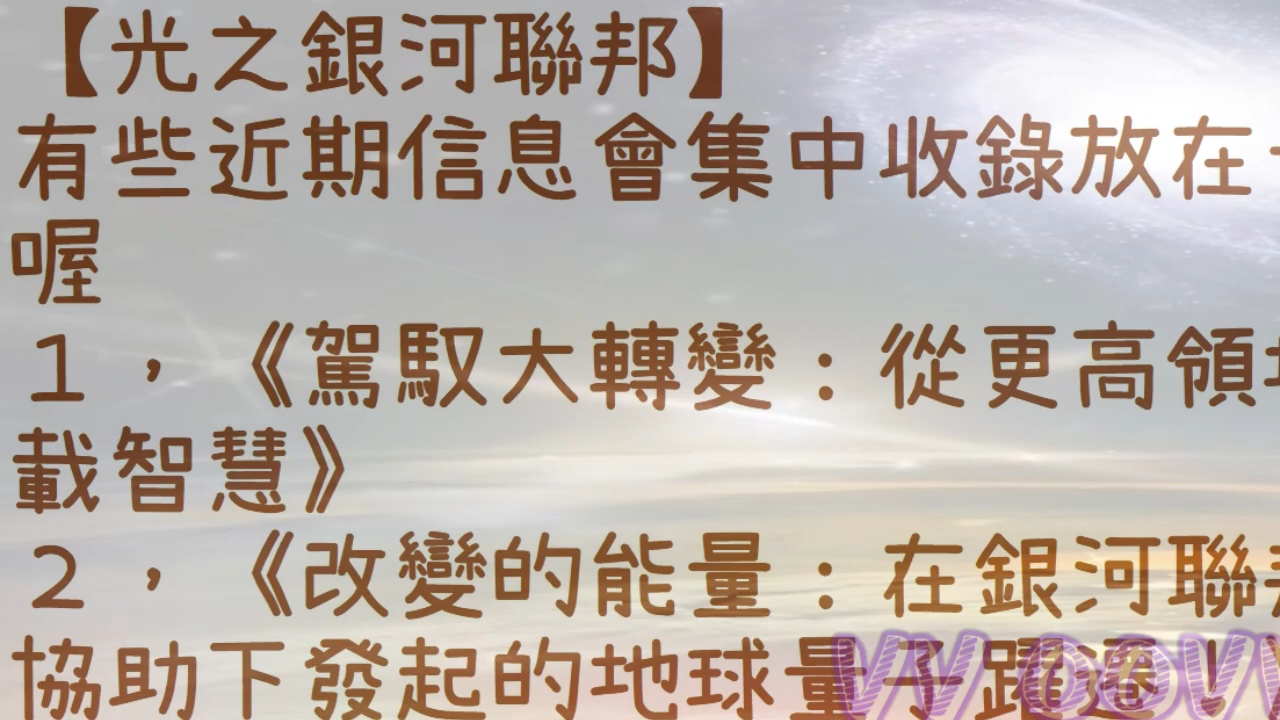 【光之銀河聯邦】
有些近期信息會集中收錄放在
喔
1，《駕馭大轉變：從更高領
載智慧》
2，《改變的能量：在銀河聯
協助下發起的地球量子躍遷！